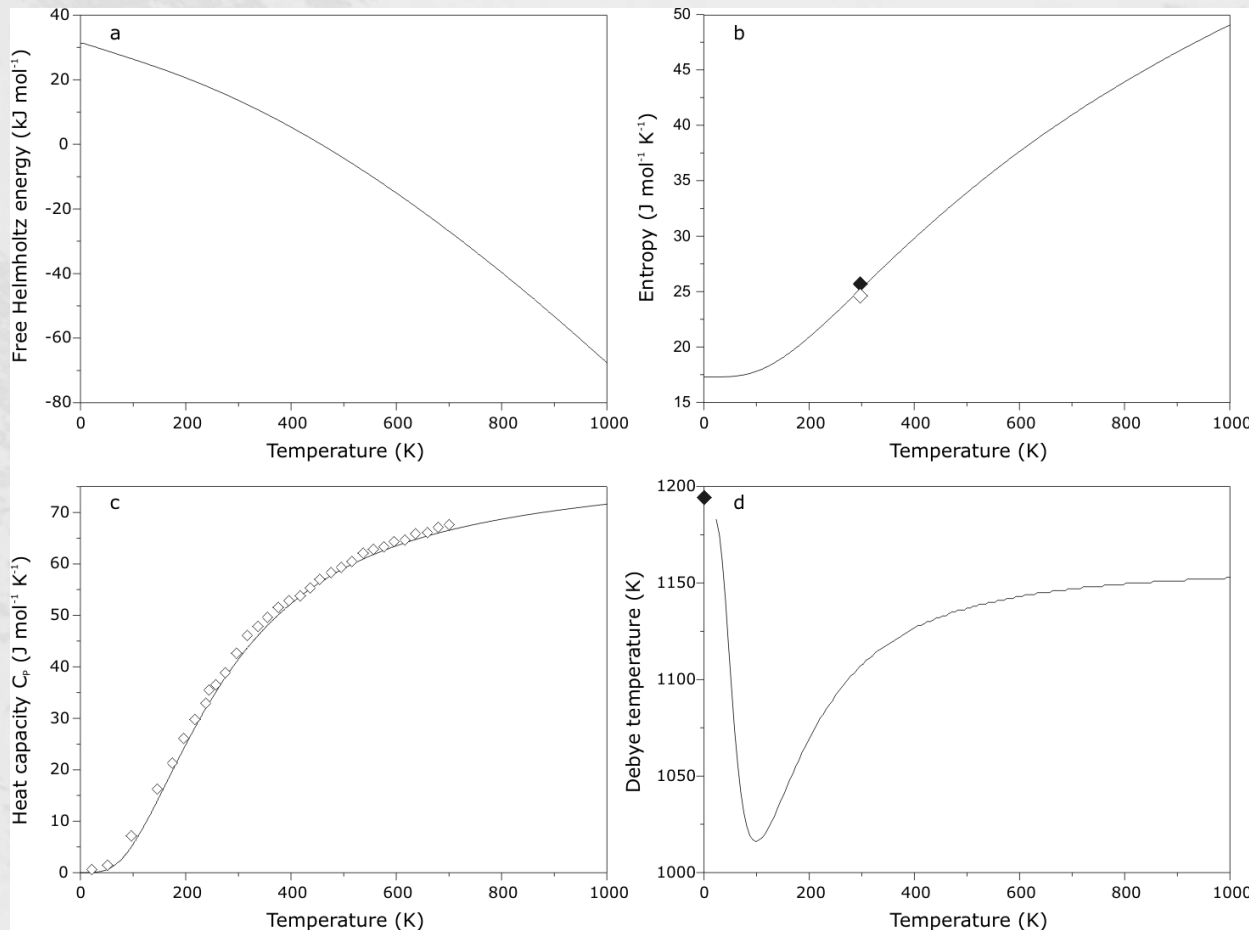 a
Free Helmholtz energy (kJ mol⁻¹)
40
20
0
-20
-40
-60
-80
0 200 400 600 800 1000
Temperature (K)
b
Entropy (J mol⁻¹ K⁻¹)
50
45
40
35
30
25
20
15
0 200 400 600 800 1000
Temperature (K)
c
Heat capacity Cₚ (J mol⁻¹ K⁻¹)
70
60
50
40
30
20
10
0
0 200 400 600 800 1000
Temperature (K)
d
Debye temperature (K)
1200
1150
1100
1050
1000
0 200 400 600 800 1000
Temperature (K)